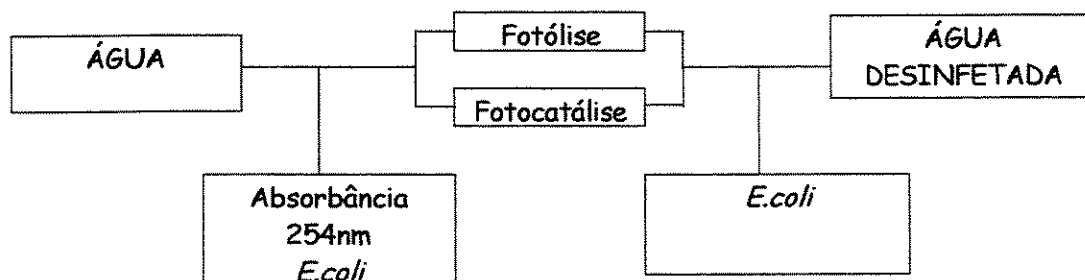 ÁGUA
Fotólise
Fotocatálise
ÁGUA
DESINFETADA
Absorbância
254nm
E.coli
E.coli